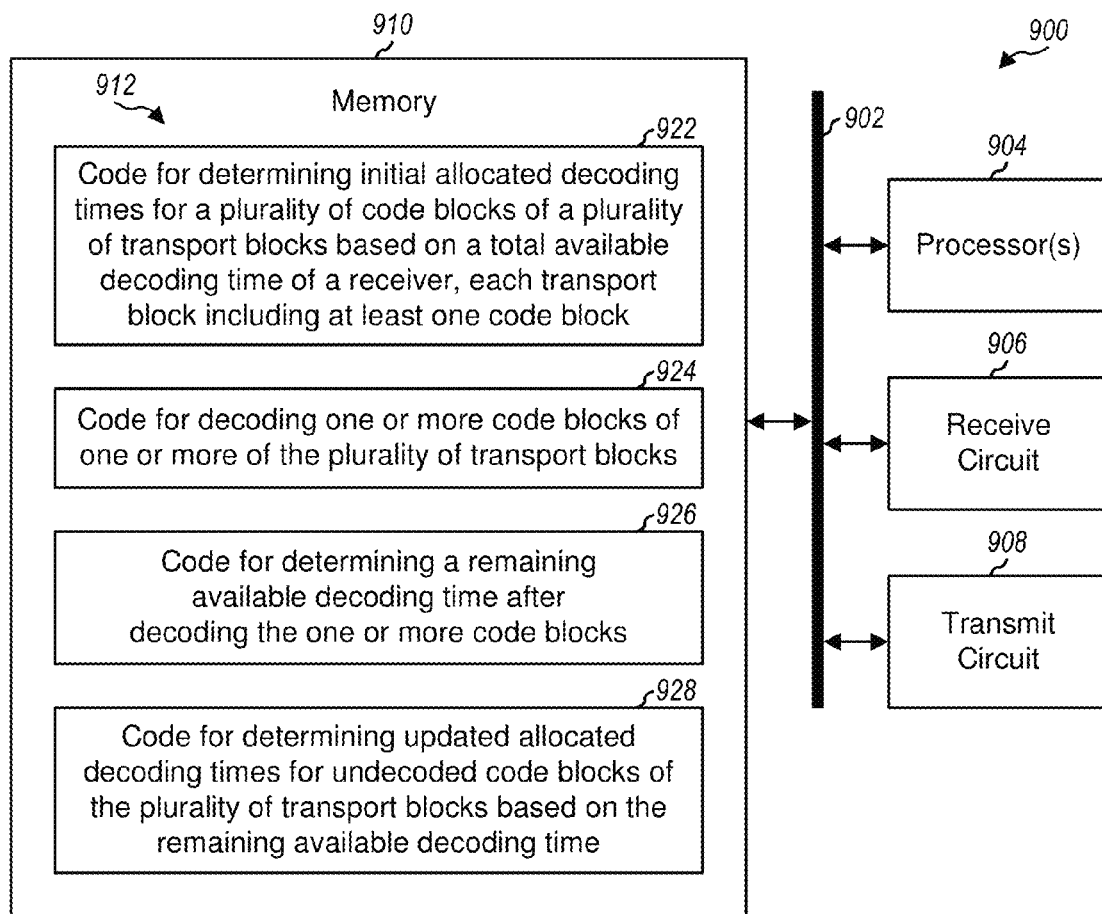 910
900
912
Memory
902
922
Code for determining initial allocated decoding
times for a plurality of code blocks of a plurality
of transport blocks based on a total available
decoding time of a receiver, each transport
block including at least one code block
904
Processor(s)
924
Code for decoding one or more code blocks of
one or more of the plurality of transport blocks
906
Receive
Circuit
926
Code for determining a remaining
available decoding time after
decoding the one or more code blocks
908
Transmit
Circuit
928
Code for determining updated allocated
decoding times for undecoded code blocks of
the plurality of transport blocks based on the
remaining available decoding time